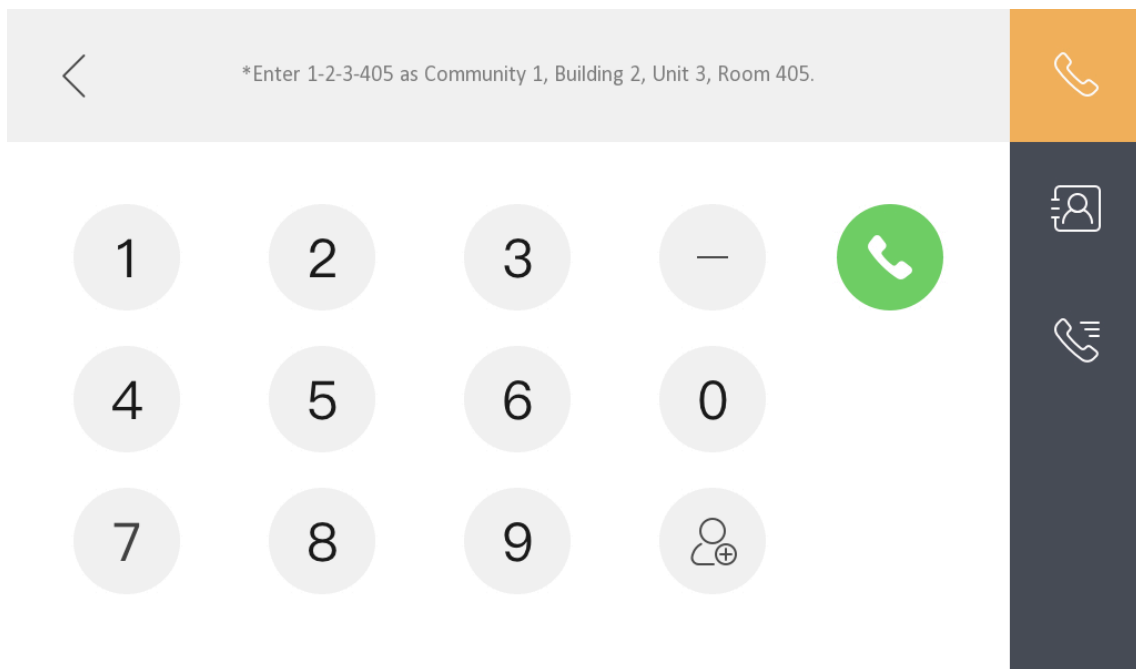 *Enter 1-2-3-405 as Community 1, Building 2, Unit 3, Room 405.
1 2 3 —
4 5 6 0
7 8 9